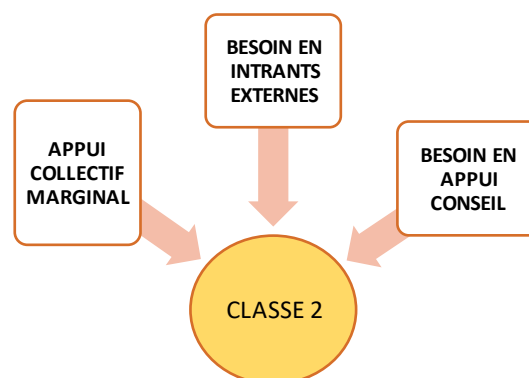 BESOIN EN
INTRANTS
EXTERNES
APPUI
COLLECTIF
MARGINAL
BESOIN EN
APPUI
CONSEIL
CLASSE 2